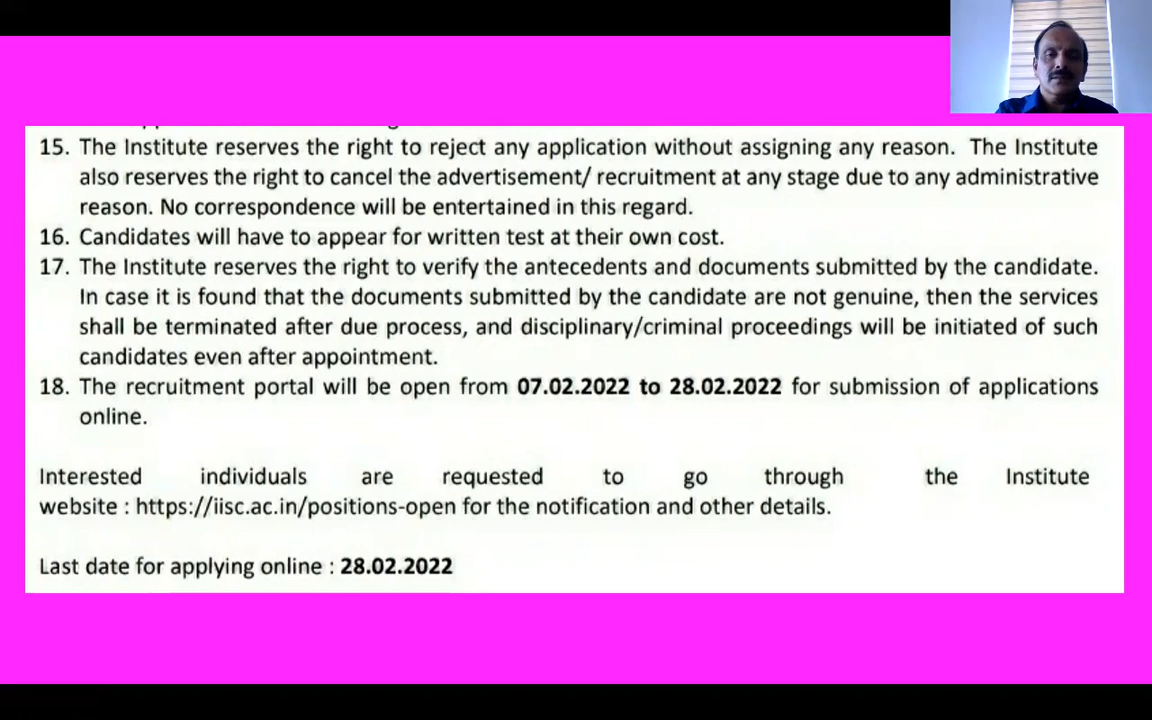 15. The Institute reserves the right to reject any application without assigning any reason. The Institute
also reserves the right to cancel the advertisement/ recruitment at any stage due to any administrative
reason. No correspondence will be entertained in this regard.
16. Candidates will have to appear for written test at their own cost.
17. The Institute reserves the right to verify the antecedents and documents submitted by the candidate.
In case it is found that the documents submitted by the candidate are not genuine, then the services
shall be terminated after due process, and disciplinary/criminal proceedings will be initiated of such
candidates even after appointment.
18. The recruitment portal will be open from 07.02.2022 to 28.02.2022 for submission of applications
online.
Interested individuals are requested to go through the Institute
website : https://iisc.ac.in/positions-open for the notification and other details.
Last date for applying online : 28.02.2022